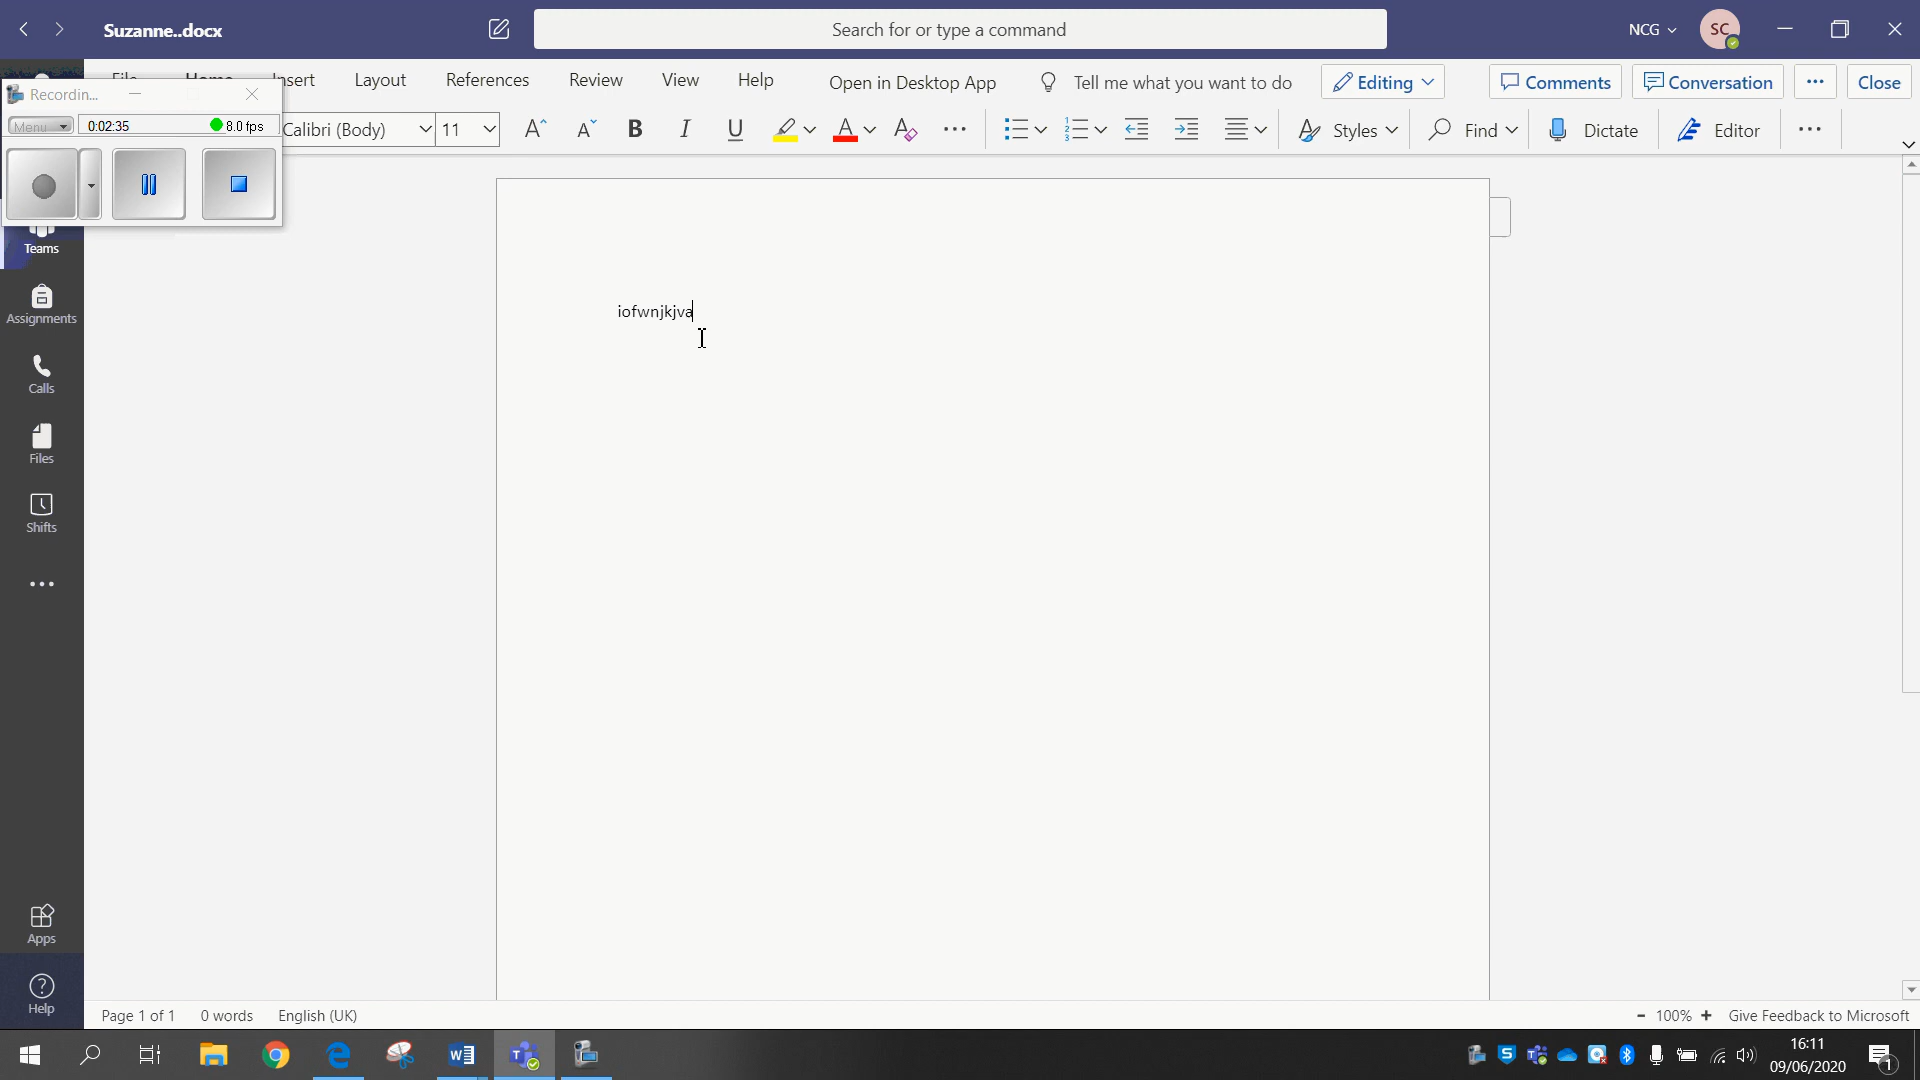 Suzanne..docx
Search for or type a command
NCG
SC
File Home Insert Layout References Review View Help Open in Desktop App Tell me what you want to do Editing Comments Conversation Close
Recordin...
Menu 0:02:35 8.0 fps
Calibri (Body) 11
Styles Find Dictate Editor
Teams
Assignments
Calls
Files
Shifts
Apps
Help
iofwnjkjva
Page 1 of 1 0 words English (UK) 100% Give Feedback to Microsoft
16:11
09/06/2020
1